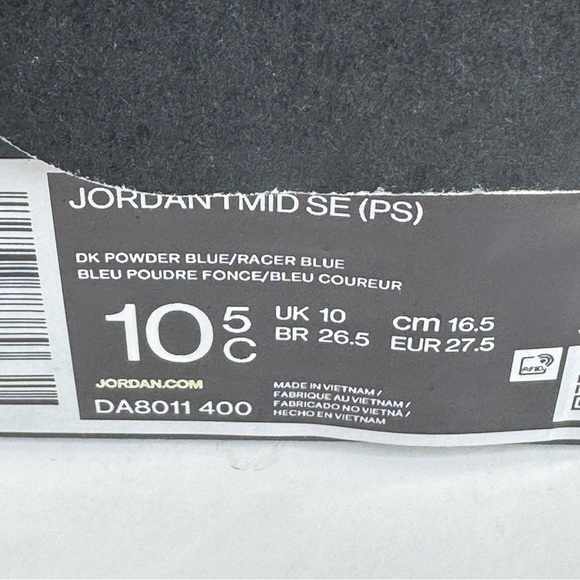 JORDAN 1 MID SE (PS)
DK POWDER BLUE/RACER BLUE
BLEU POUDRE FONCE/BLEU COUREUR
10 5 C
UK 10
BR 26.5
cm 16.5
EUR 27.5
RFID
JORDAN.COM
DA8011 400
MADE IN VIETNAM /
FABRIQUE AU VIETNAM /
FABRICADO NO VIETNÃ /
HECHO EN VIETNAM